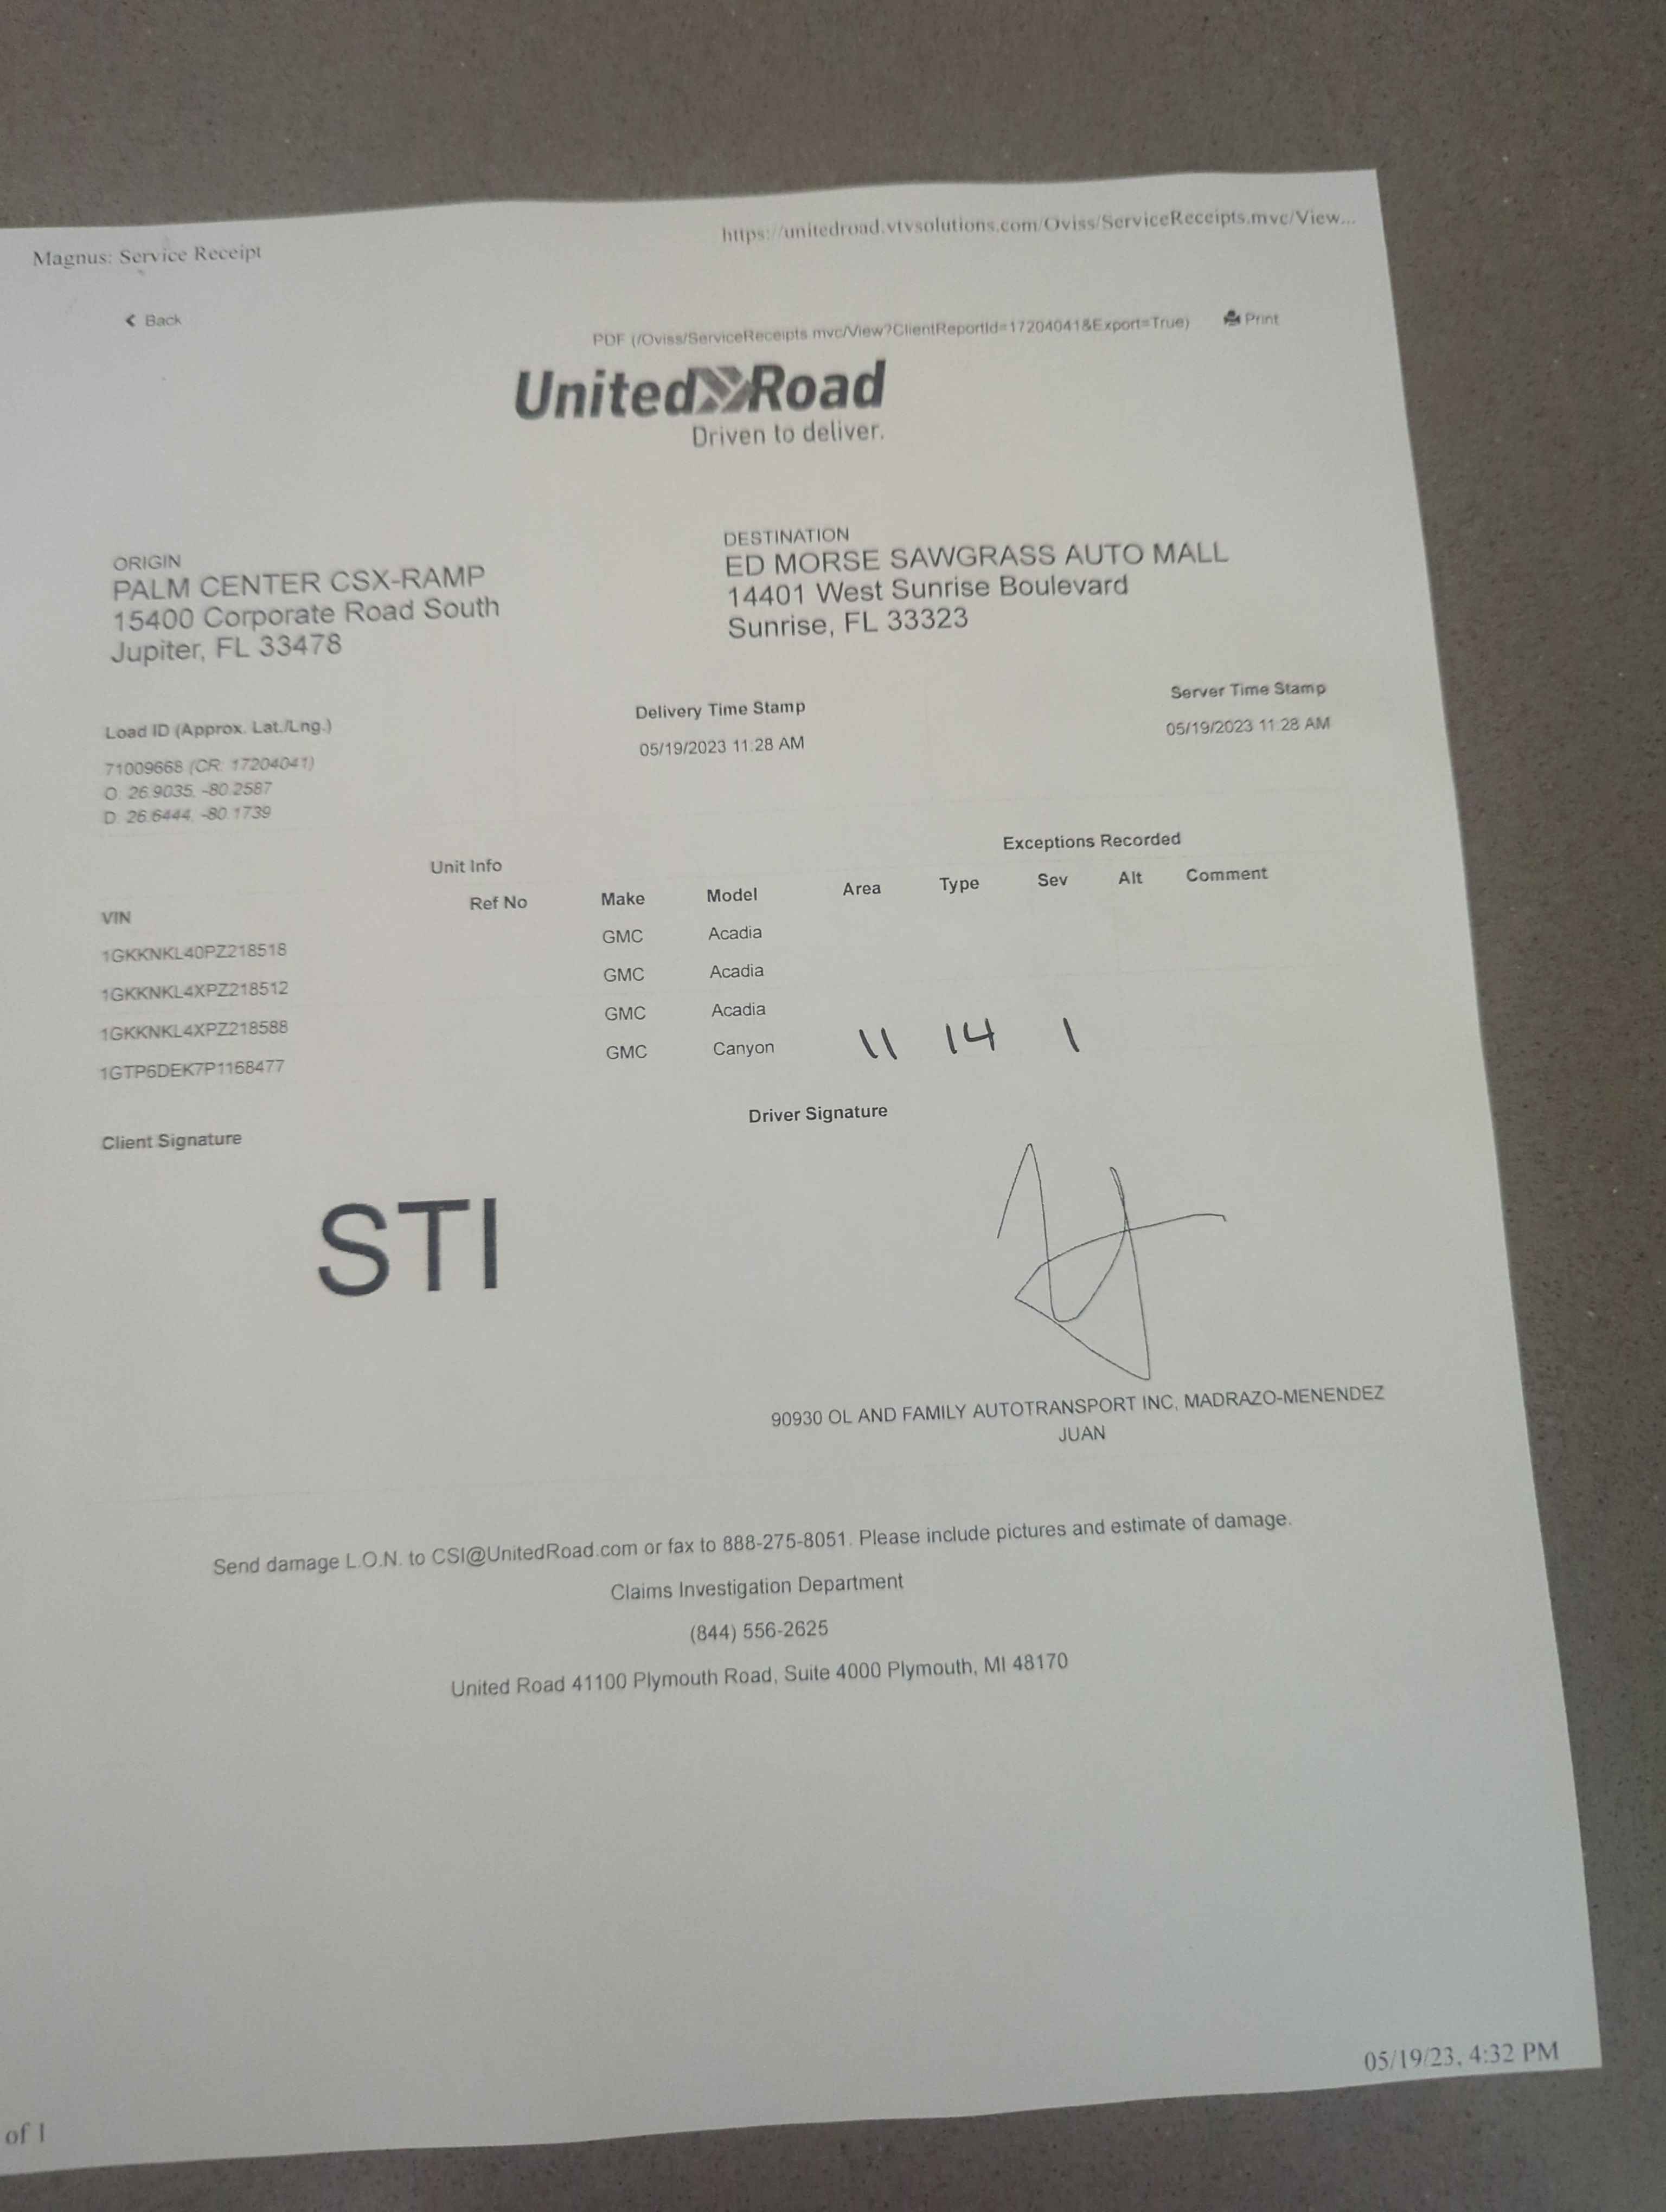 Magnus: Service Receipt
https://unitedroad.vtvsolutions.com/Oviss/ServiceReceipts.mvc/View...
Back
PDF (/Oviss/ServiceReceipts.mvc/View?ClientReportId=17204041&Export=True)
Print
United Road
Driven to deliver.
ORIGIN
PALM CENTER CSX-RAMP
15400 Corporate Road South
Jupiter, FL 33478
DESTINATION
ED MORSE SAWGRASS AUTO MALL
14401 West Sunrise Boulevard
Sunrise, FL 33323
Load ID (Approx. Lat./Lng.)
71009668 (CR: 17204041)
O: 26.9035, -80.2587
D: 26.6444, -80.1739
Delivery Time Stamp
05/19/2023 11:28 AM
Server Time Stamp
05/19/2023 11:28 AM
Unit Info
Exceptions Recorded
VIN Ref No Make Model Area Type Sev Alt Comment
1GKKNKL40PZ218518 GMC Acadia
1GKKNKL4XPZ218512 GMC Acadia
1GKKNKL4XPZ218588 GMC Acadia
1GTP6DEK7P1168477 GMC Canyon 11 14 1
Client Signature
Driver Signature
STI
90930 OL AND FAMILY AUTOTRANSPORT INC, MADRAZO-MENENDEZ
JUAN
Send damage L.O.N. to CSI@UnitedRoad.com or fax to 888-275-8051. Please include pictures and estimate of damage.
Claims Investigation Department
(844) 556-2625
United Road 41100 Plymouth Road, Suite 4000 Plymouth, MI 48170
of 1
05/19/23, 4:32 PM